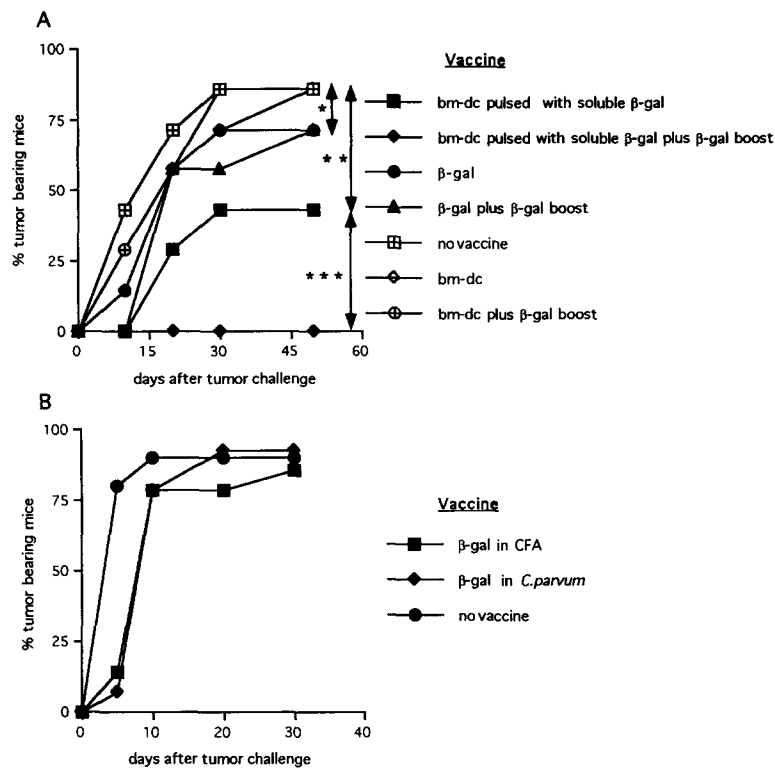 A
100
75
50
25
0
% tumor bearing mice
0 15 30 45 60
days after tumor challenge
*
* *
* * *
Vaccine
bm-dc pulsed with soluble β-gal
bm-dc pulsed with soluble β-gal plus β-gal boost
β-gal
β-gal plus β-gal boost
no vaccine
bm-dc
bm-dc plus β-gal boost
B
100
75
50
25
0
% tumor bearing mice
0 10 20 30 40
days after tumor challenge
Vaccine
β-gal in CFA
β-gal in C.parvum
no vaccine